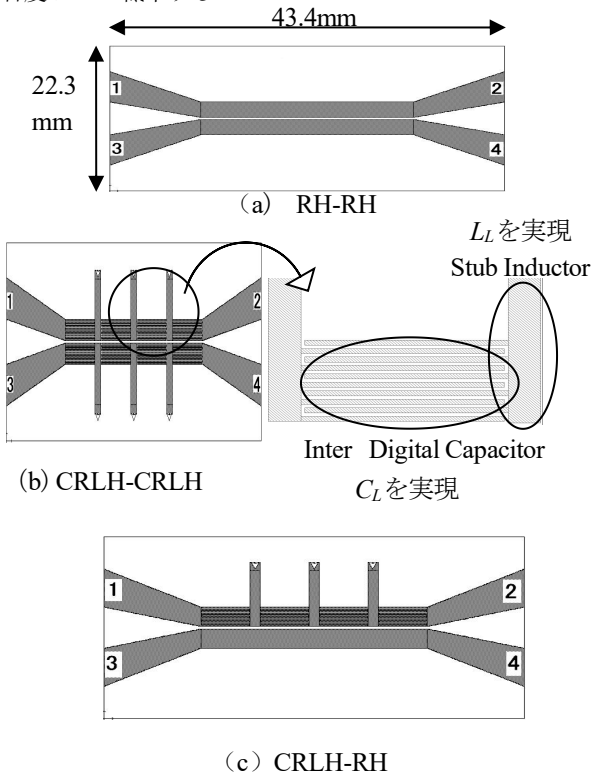 43.4mm
22.3
mm
1
2
3
4
(a) RH-RH
L_Lを実現
Stub Inductor
1
2
3
4
Inter Digital Capacitor
(b) CRLH-CRLH
C_Lを実現
1
2
3
4
(c) CRLH-RH